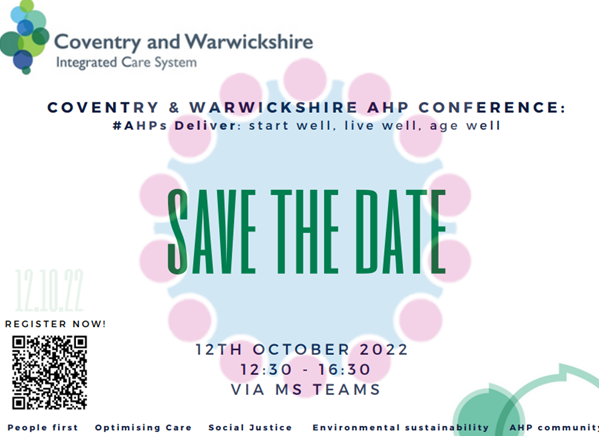 Coventry and Warwickshire
Integrated Care System
COVENTRY & WARWICKSHIRE AHP CONFERENCE:
#AHPs Deliver: start well, live well, age well
SAVE THE DATE
12.10.22
REGISTER NOW!
12TH OCTOBER 2022
12:30 - 16:30
VIA MS TEAMS
People first Optimising Care Social Justice Environmental sustainability AHP community